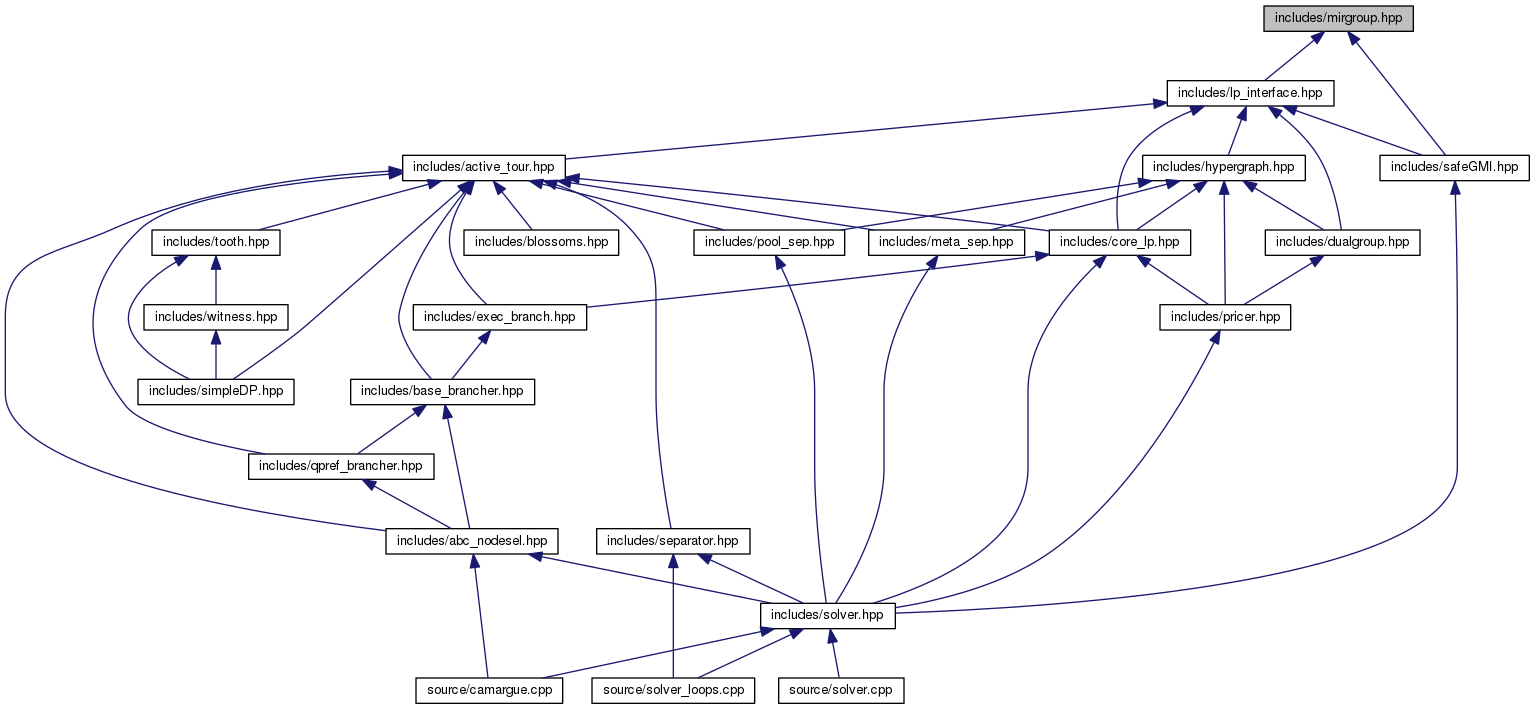 includes/mirgroup.hpp
includes/lp_interface.hpp
includes/active_tour.hpp
includes/hypergraph.hpp
includes/safeGMI.hpp
includes/tooth.hpp
includes/blossoms.hpp
includes/pool_sep.hpp
includes/meta_sep.hpp
includes/core_lp.hpp
includes/dualgroup.hpp
includes/witness.hpp
includes/exec_branch.hpp
includes/pricer.hpp
includes/simpleDP.hpp
includes/base_brancher.hpp
includes/qpref_brancher.hpp
includes/abc_nodesel.hpp
includes/separator.hpp
includes/solver.hpp
source/camargue.cpp
source/solver_loops.cpp
source/solver.cpp